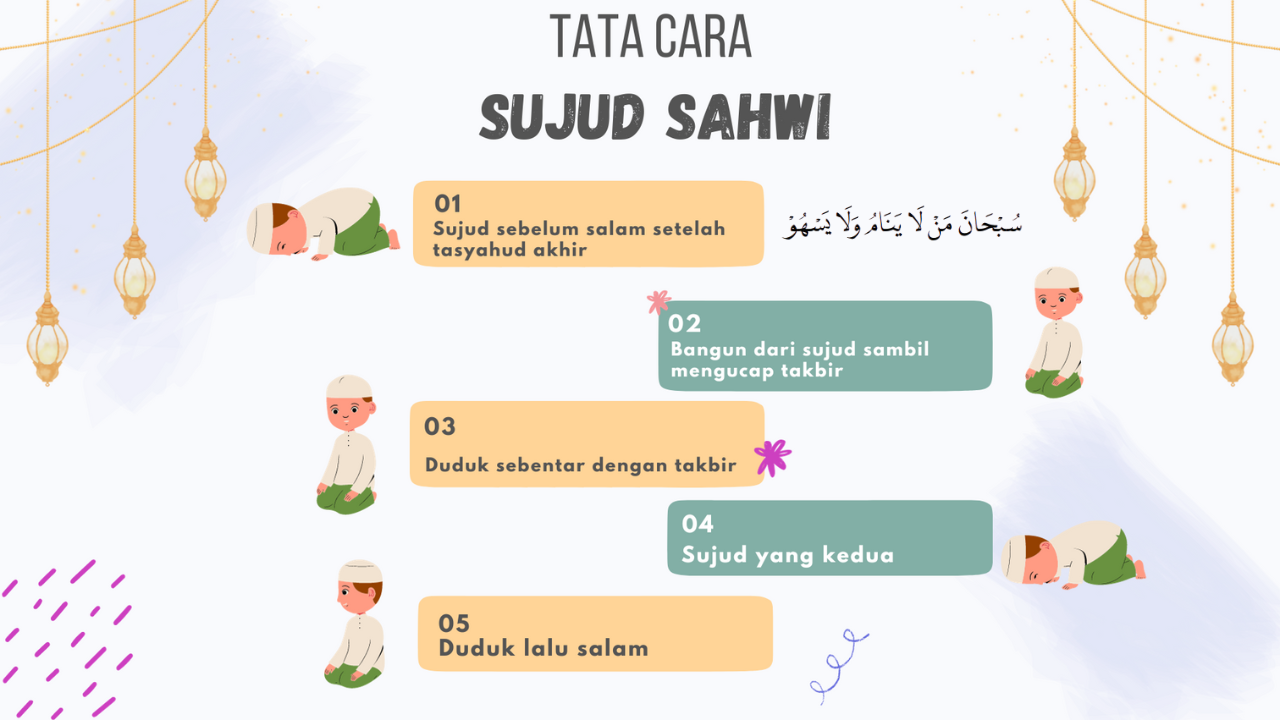 TATA CARA
SUJUD SAHWI
01
Sujud sebelum salam setelah
tasyahud akhir
سُبْحَانَ مَنْ لَا يَنَامُ وَلَا يَسْهُوْ
02
Bangun dari sujud sambil
mengucap takbir
03
Duduk sebentar dengan takbir
04
Sujud yang kedua
05
Duduk lalu salam